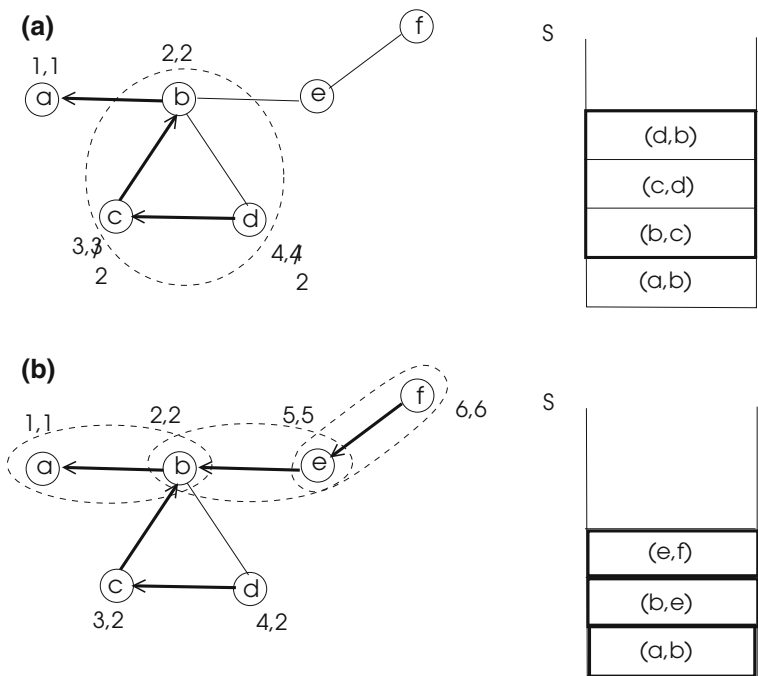 (a)
f
S
1,1
2,2
a
b
e
(d,b)
(c,d)
c
d
(b,c)
3,3
2
4,4
2
(a,b)
(b)
f
S
1,1
2,2
5,5
6,6
a
b
e
(e,f)
c
d
(b,e)
3,2
4,2
(a,b)